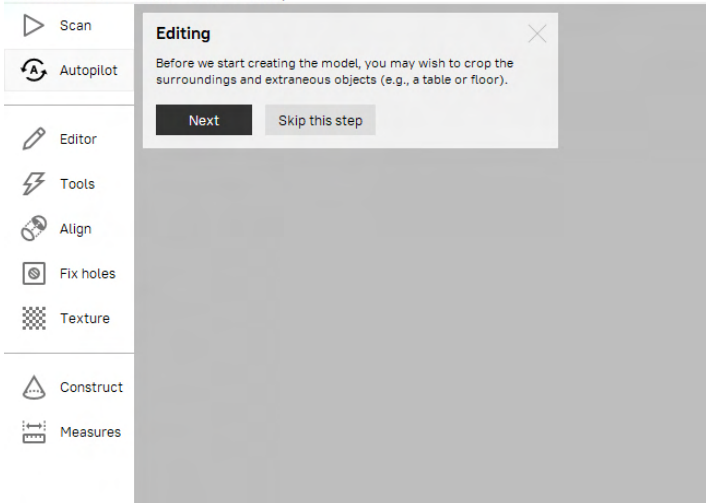 Scan
Autopilot
Editor
Tools
Align
Fix holes
Texture
Construct
Measures
Editing
Before we start creating the model, you may wish to crop the
surroundings and extraneous objects (e.g., a table or floor).
Next
Skip this step